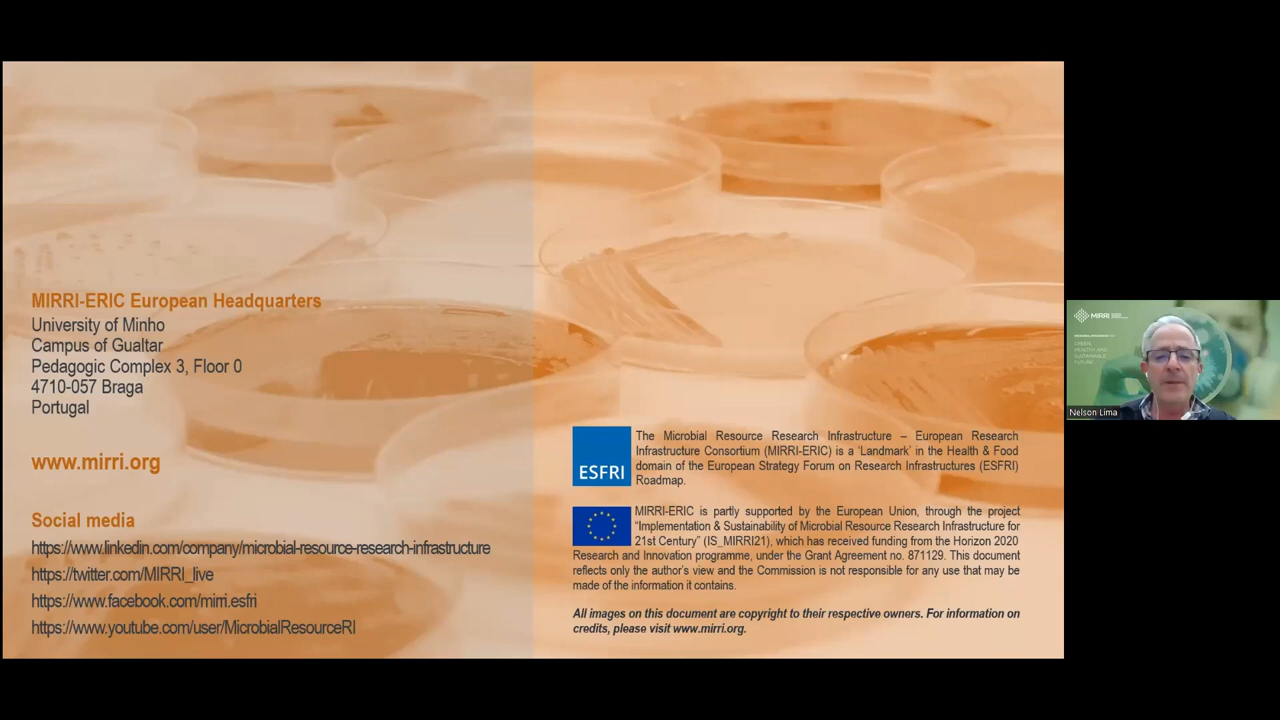 MIRRI-ERIC European Headquarters
University of Minho
Campus of Gualtar
Pedagogic Complex 3, Floor 0
4710-057 Braga
Portugal
www.mirri.org
Social media
https://www.linkedin.com/company/microbial-resource-research-infrastructure
https://twitter.com/MIRRI_live
https://www.facebook.com/mirri.esfri
https://www.youtube.com/user/MicrobialResourceRI
ESFRI
The Microbial Resource Research Infrastructure – European Research
Infrastructure Consortium (MIRRI-ERIC) is a ‘Landmark’ in the Health & Food
domain of the European Strategy Forum on Research Infrastructures (ESFRI)
Roadmap.
MIRRI-ERIC is partly supported by the European Union, through the project
“Implementation & Sustainability of Microbial Resource Research Infrastructure for
21st Century” (IS_MIRRI21), which has received funding from the Horizon 2020
Research and Innovation programme, under the Grant Agreement no. 871129. This document
reflects only the author’s view and the Commission is not responsible for any use that may be
made of the information it contains.
All images on this document are copyright to their respective owners. For information on
credits, please visit www.mirri.org.
MIRRI
GREEN,
HEALTHY AND
SUSTAINABLE
FUTURE
Nelson Lima